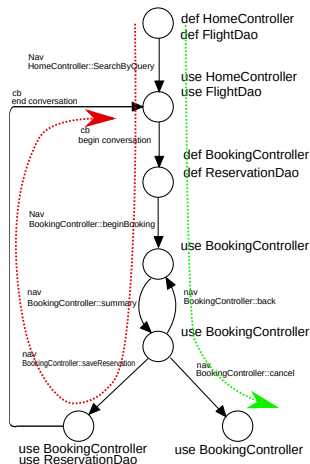 def HomeController
def FlightDao
Nav
HomeController::SearchByQuery
use HomeController
use FlightDao
cb
end conversation
cb
begin conversation
def BookingController
def ReservationDao
Nav
BookingController::beginBooking
use BookingController
nav
BookingController::summary
nav
BookingController::back
use BookingController
nav
BookingController::saveReservation
nav
BookingController::cancel
use BookingController
use ReservationDao
use BookingController